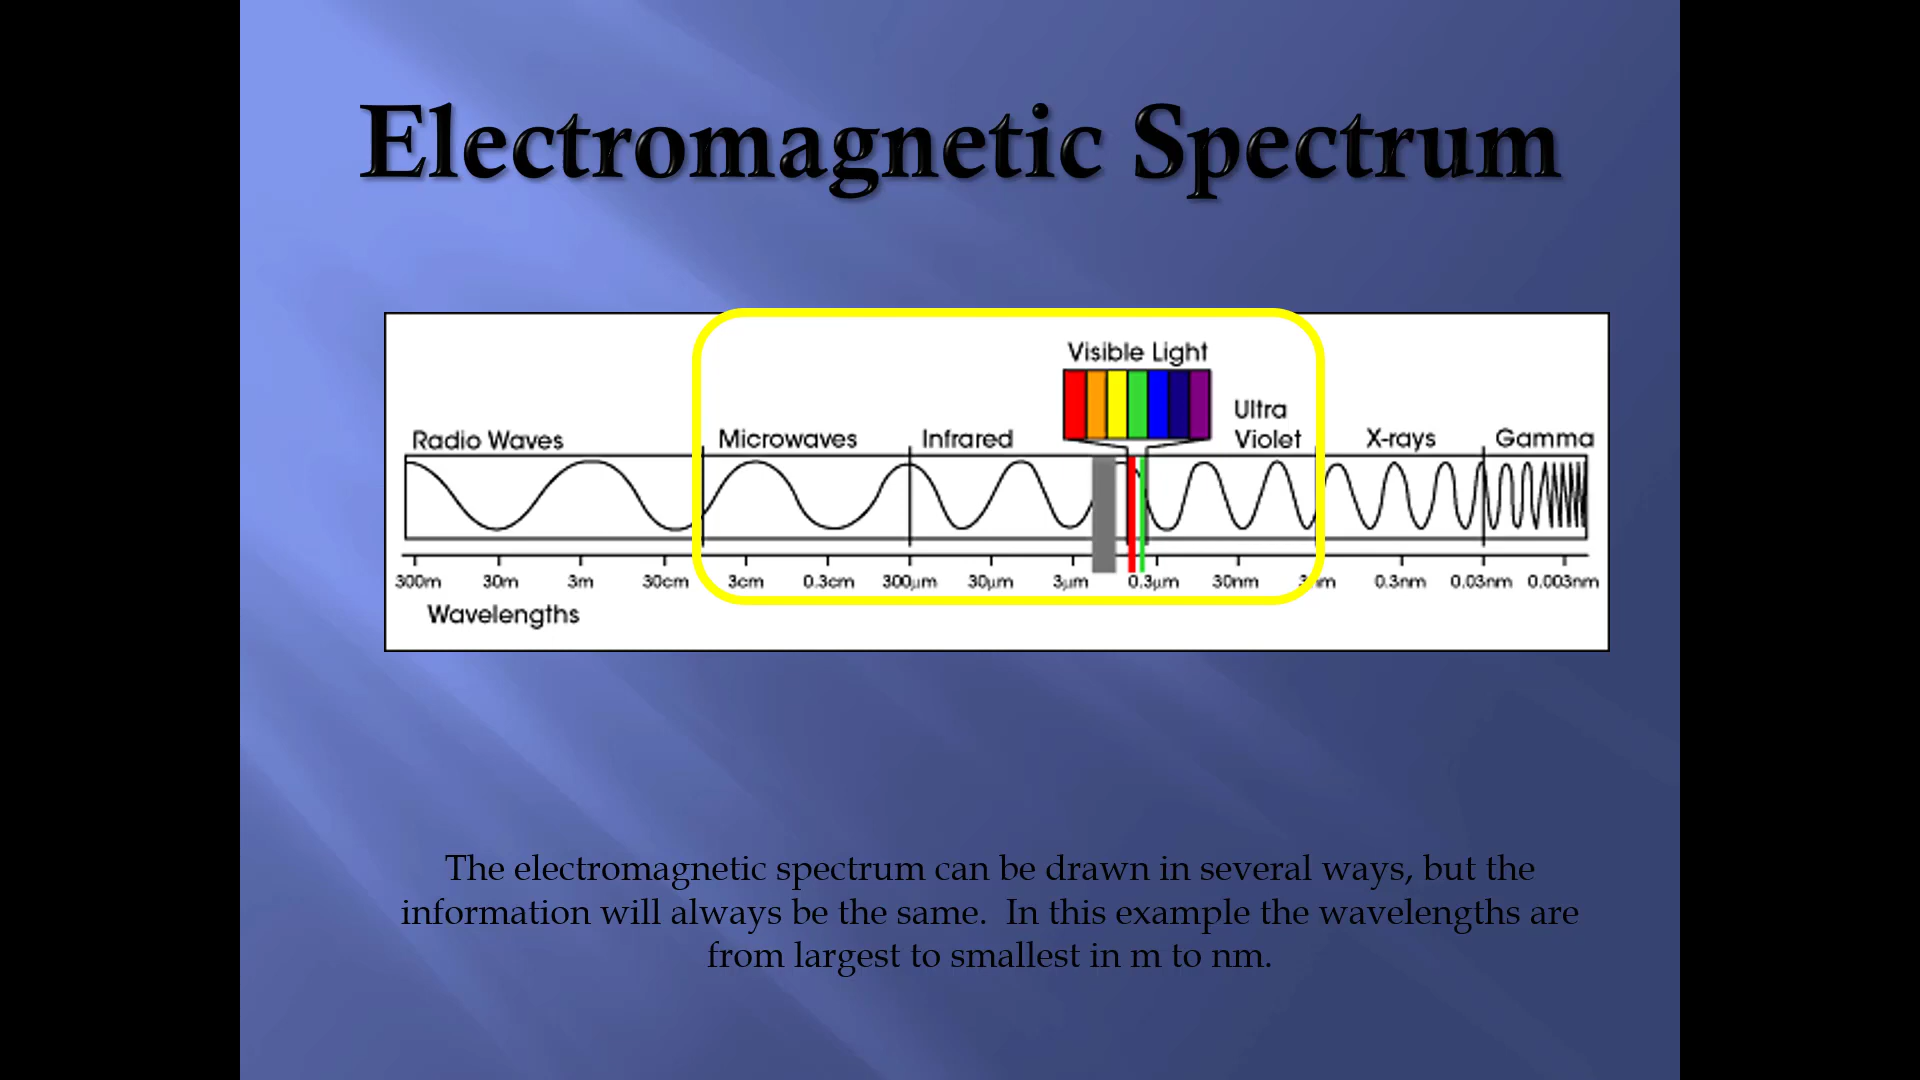 Electromagnetic Spectrum
Visible Light
Ultra
Radio Waves Microwaves Infrared Violet X-rays Gamma
300m 30m 3m 30cm 3cm 0.3cm 300µm 30µm 3µm 0.3µm 30nm 0.3nm 0.03nm 0.003nm
Wavelengths
The electromagnetic spectrum can be drawn in several ways, but the
information will always be the same. In this example the wavelengths are
from largest to smallest in m to nm.